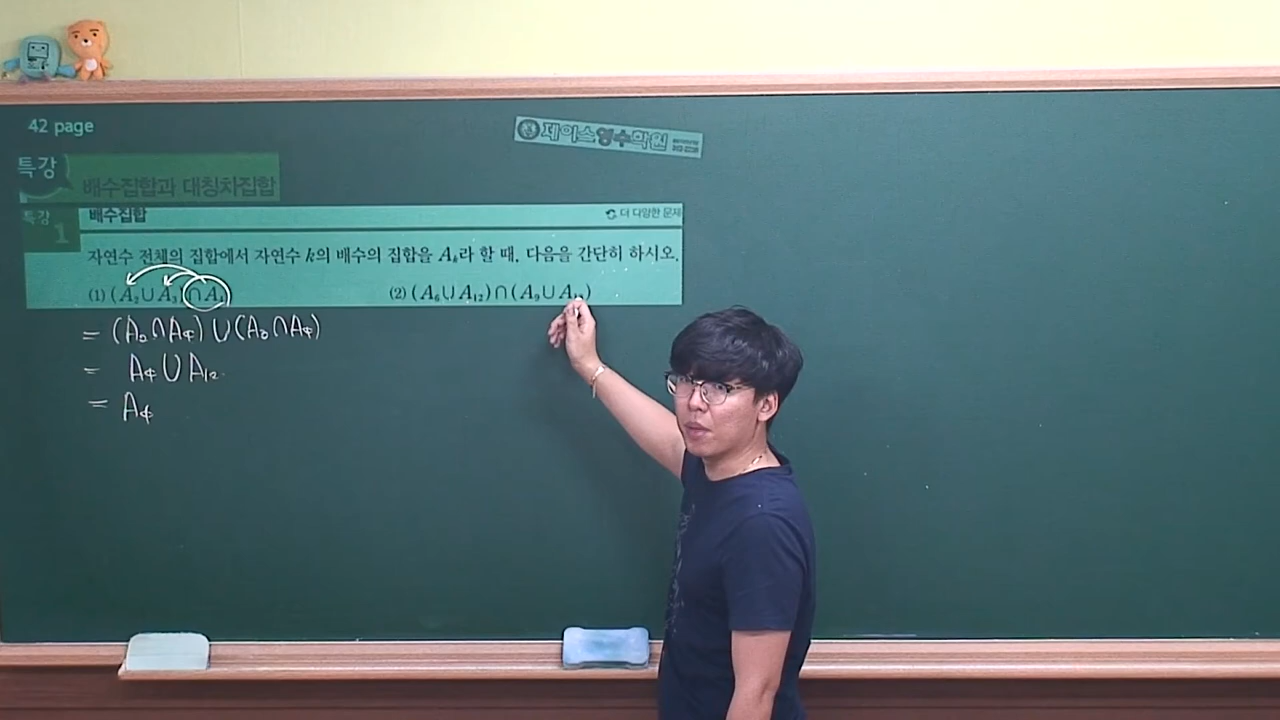 42 page
제이스영수학원
특강
배수집합과 대칭차집합
특강 1
배수집합
더 다양한 문제
자연수 전체의 집합에서 자연수 k의 배수의 집합을 Aₖ라 할 때, 다음을 간단히 하시오.
(1) (A₂∪A₃)∩A₄ (2) (A₆∪A₁₂)∩(A₉∪A₁₈)
= (A₂∩A₄)∪(A₃∩A₄)
= A₄∪A₁₂
= A₄